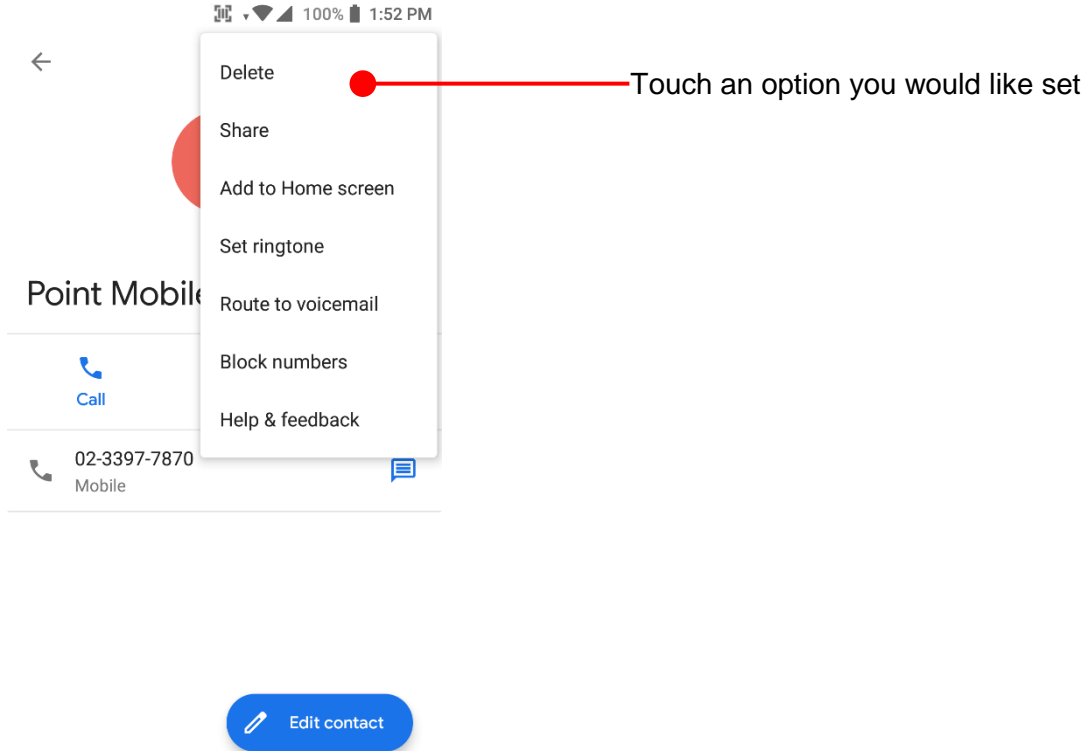 100% 1:52 PM
Delete
Touch an option you would like set
Share
Add to Home screen
Set ringtone
Point Mobile
Route to voicemail
Block numbers
Call
Help & feedback
02-3397-7870
Mobile
Edit contact